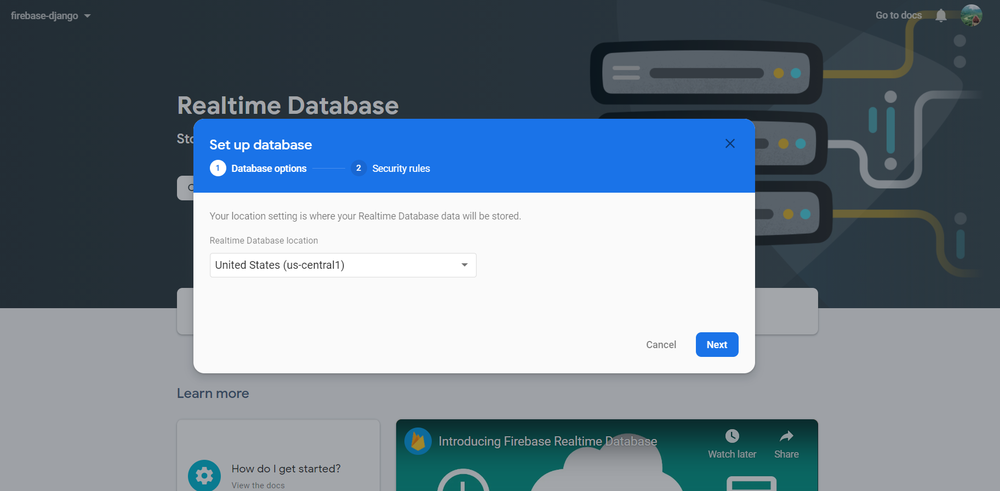 firebase-django
Go to docs
Realtime Database
Set up database
1 Database options
2 Security rules
Your location setting is where your Realtime Database data will be stored.
Realtime Database location
United States (us-central1)
Cancel
Next
Learn more
How do I get started?
View the docs
Introducing Firebase Realtime Database
Watch later
Share